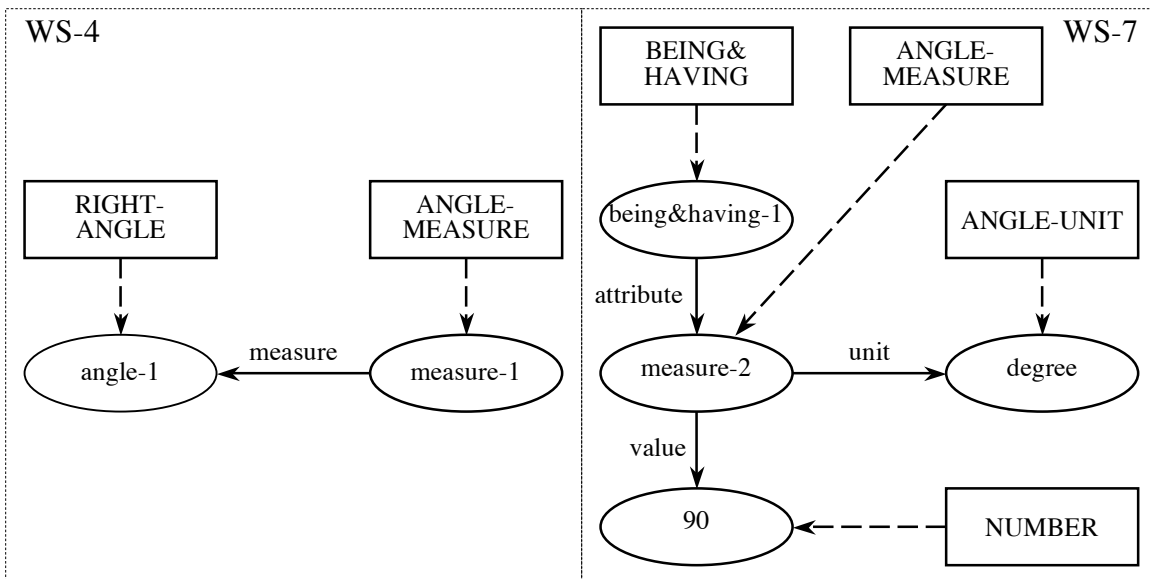 WS-4
WS-7
BEING&
HAVING
ANGLE-
MEASURE
RIGHT-
ANGLE
ANGLE-
MEASURE
being&having-1
ANGLE-UNIT
attribute
angle-1
measure
measure-1
measure-2
unit
degree
value
90
NUMBER